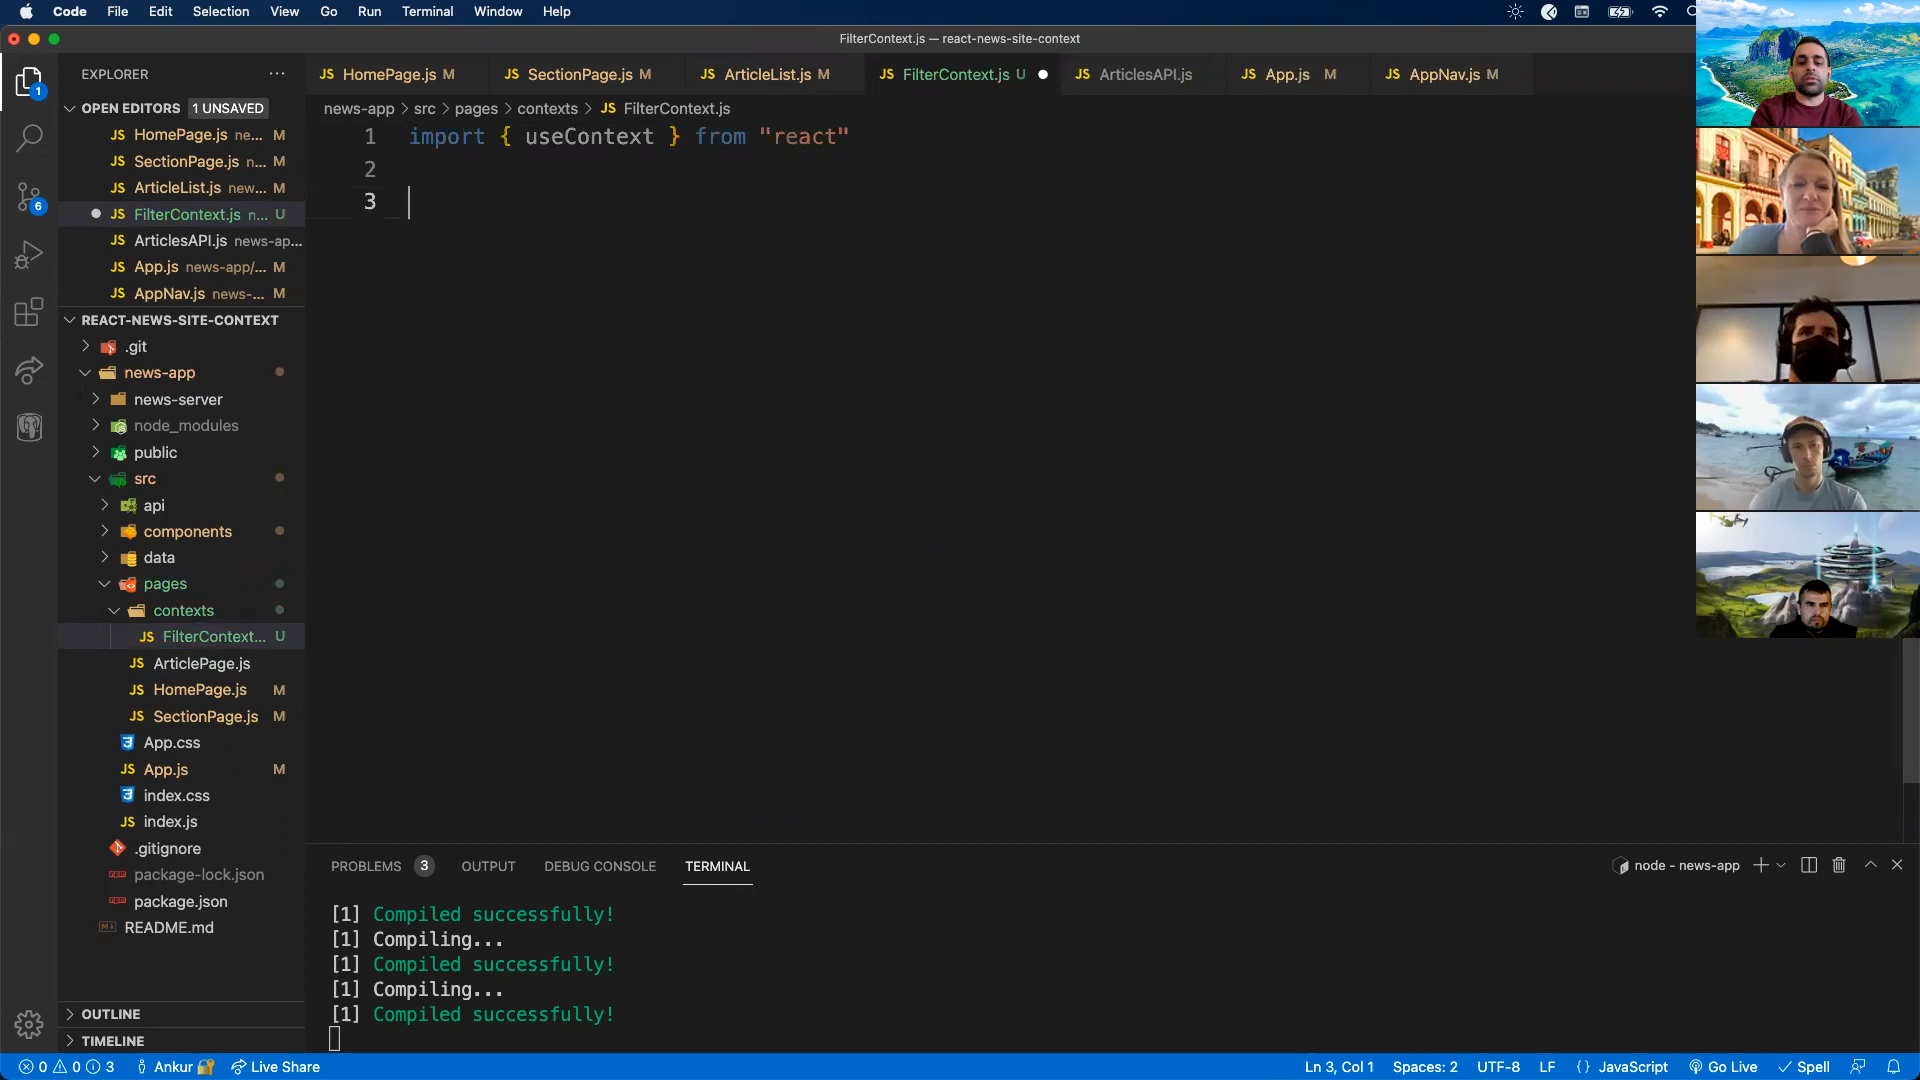 Code File Edit Selection View Go Run Terminal Window Help
FilterContext.js — react-news-site-context
EXPLORER
JS HomePage.js M
JS SectionPage.js M
JS ArticleList.js M
JS FilterContext.js U
JS ArticlesAPI.js
JS App.js M
JS AppNav.js M
OPEN EDITORS 1 UNSAVED
JS HomePage.js ne... M
JS SectionPage.js n... M
JS ArticleList.js new... M
JS FilterContext.js n... U
JS ArticlesAPI.js news-ap...
JS App.js news-app/... M
JS AppNav.js news-... M
REACT-NEWS-SITE-CONTEXT
.git
news-app
news-server
node_modules
public
src
api
components
data
pages
contexts
JS FilterContext... U
JS ArticlePage.js
JS HomePage.js M
JS SectionPage.js M
App.css
JS App.js M
index.css
JS index.js
.gitignore
package-lock.json
package.json
README.md
OUTLINE
TIMELINE
1
6
news-app > src > pages > contexts > JS FilterContext.js
1 import { useContext } from "react"
2
3
PROBLEMS 3 OUTPUT DEBUG CONSOLE TERMINAL
node - news-app
[1] Compiled successfully!
[1] Compiling...
[1] Compiled successfully!
[1] Compiling...
[1] Compiled successfully!
0 0 3 Ankur Live Share
Ln 3, Col 1 Spaces: 2 UTF-8 LF {} JavaScript Go Live Spell